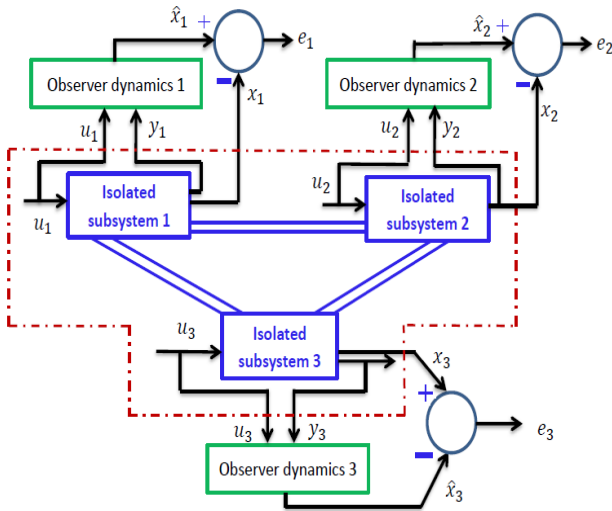 x̂₁ +
e₁
x̂₂ +
e₂
Observer dynamics 1
–
x₁
Observer dynamics 2
–
x₂
u₁ y₁
u₂ y₂
Isolated
subsystem 1
u₁
Isolated
subsystem 2
u₂
u₃
Isolated
subsystem 3
x₃
+
u₃ y₃
e₃
–
Observer dynamics 3
x̂₃